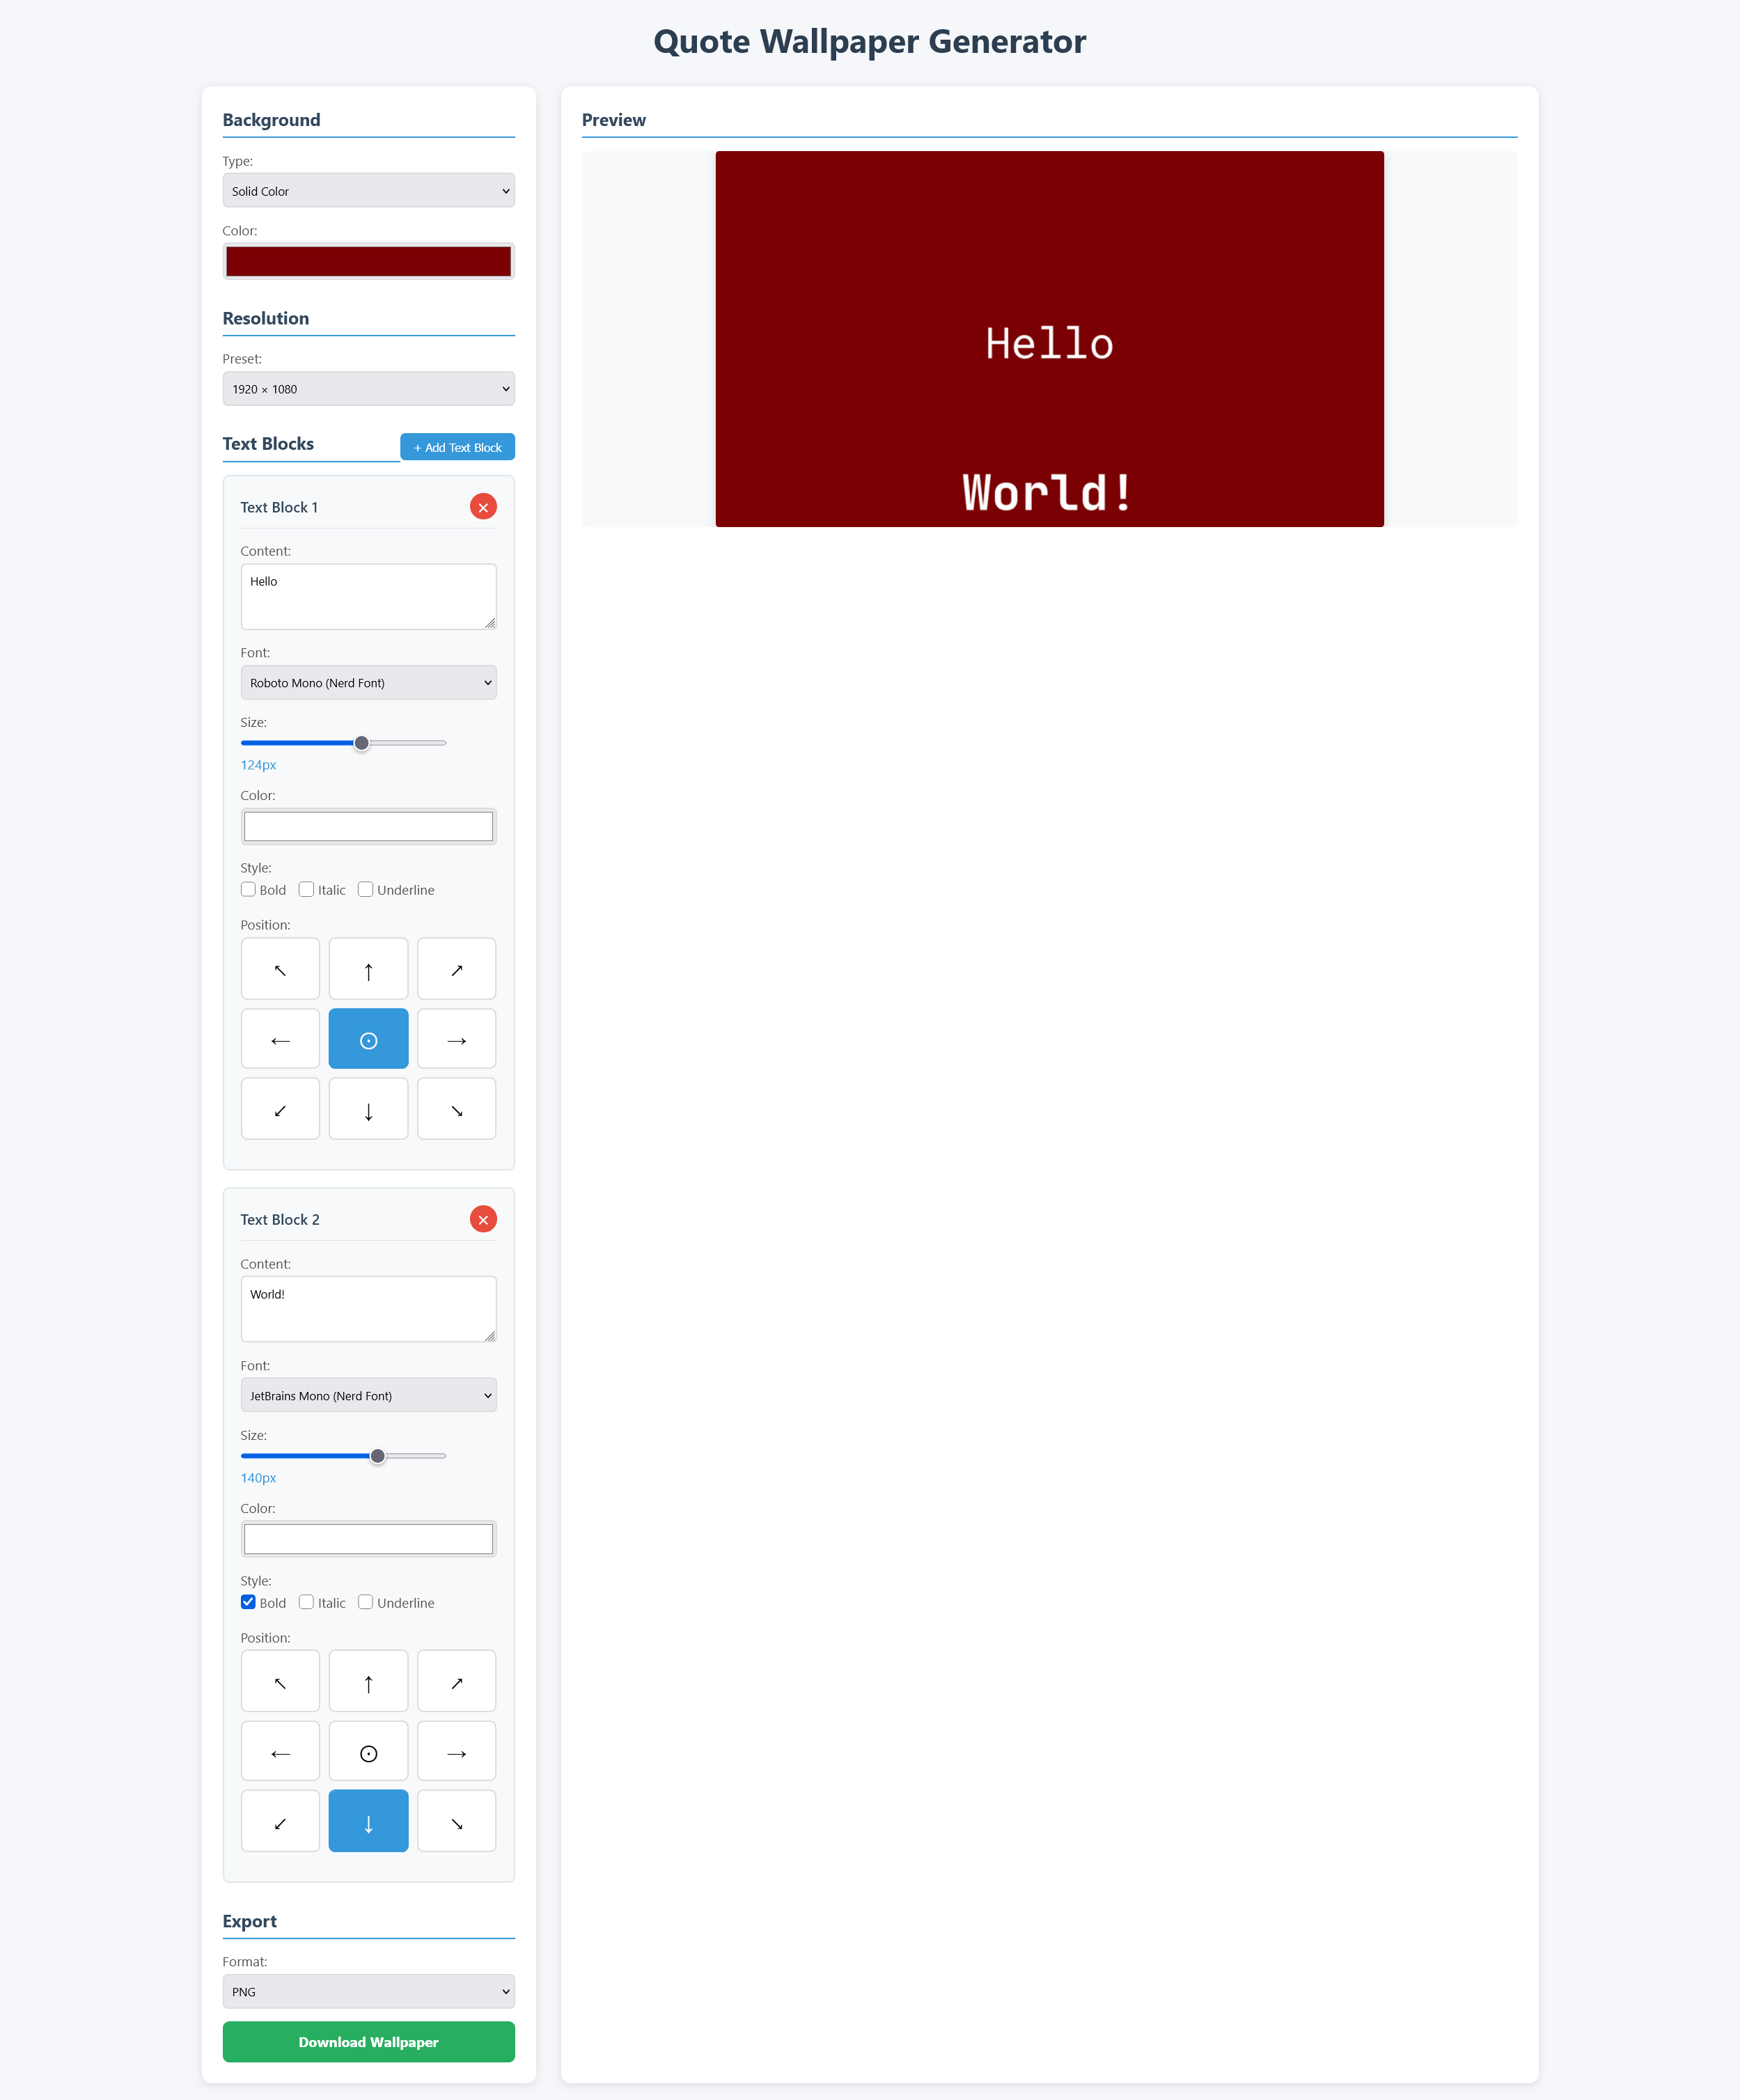 Quote Wallpaper Generator
Background
Type:
Solid Color
Color:
Resolution
Preset:
1920 × 1080
Text Blocks
+ Add Text Block
Text Block 1
×
Content:
Hello
Font:
Roboto Mono (Nerd Font)
Size:
124px
Color:
Style:
Bold Italic Underline
Position:
↖ ↑ ↗
← ⊙ →
↙ ↓ ↘
Text Block 2
×
Content:
World!
Font:
JetBrains Mono (Nerd Font)
Size:
140px
Color:
Style:
Bold Italic Underline
Position:
↖ ↑ ↗
← ⊙ →
↙ ↓ ↘
Export
Format:
PNG
Download Wallpaper
Preview
Hello
World!